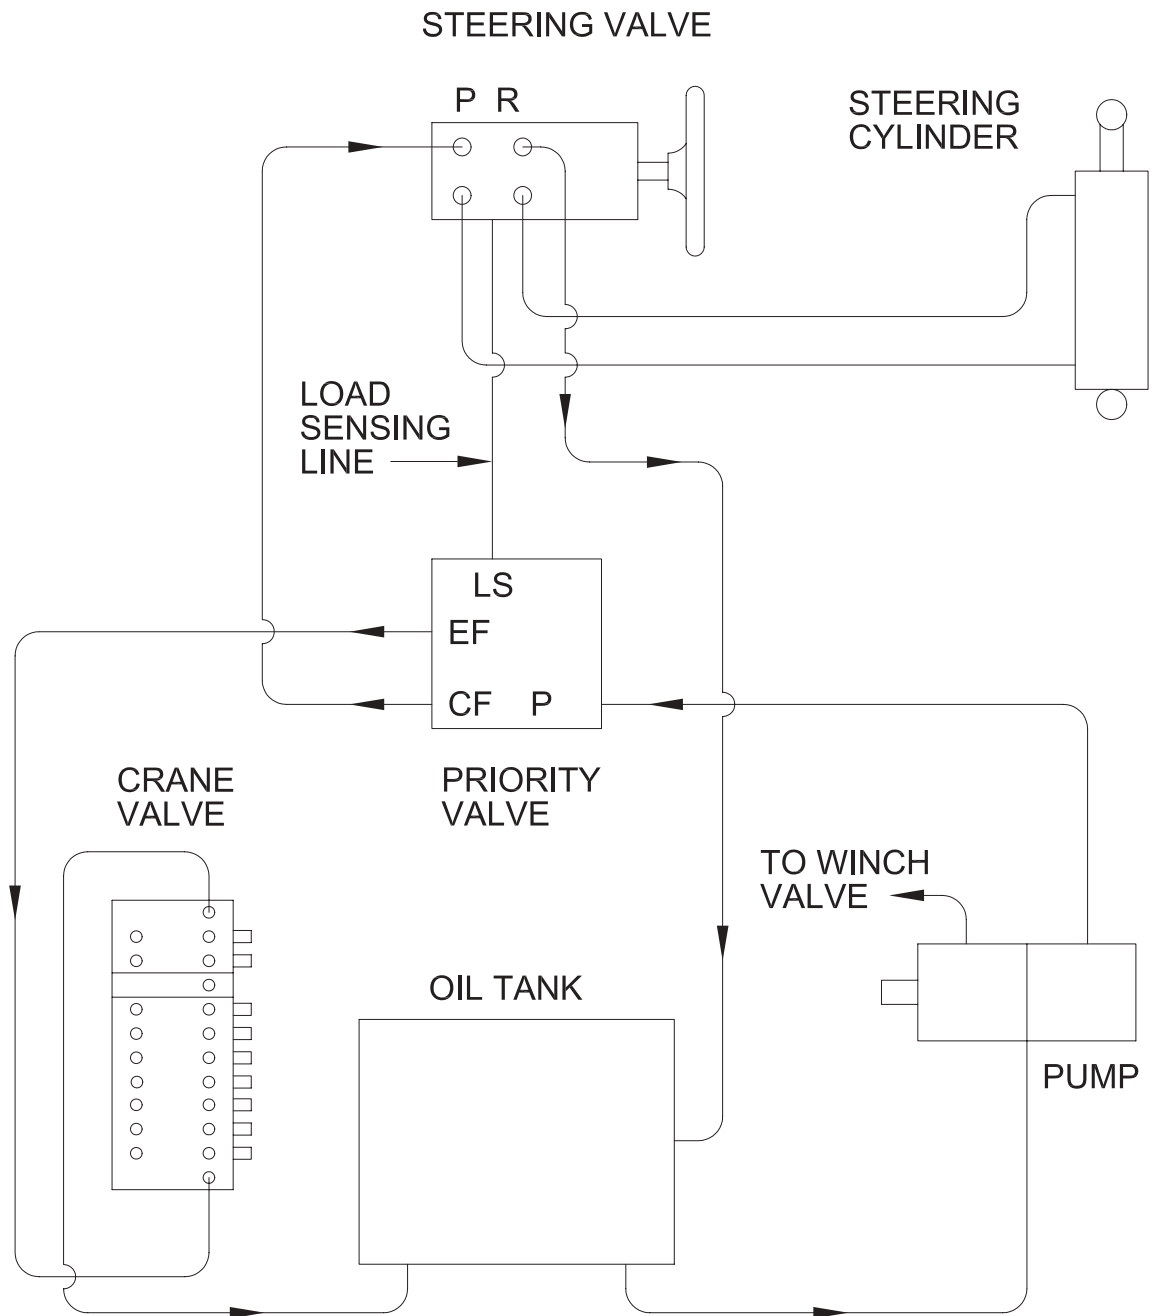 STEERING VALVE
P R
STEERING
CYLINDER
LOAD
SENSING
LINE
LS
EF
CF P
CRANE
VALVE
PRIORITY
VALVE
TO WINCH
VALVE
OIL TANK
PUMP